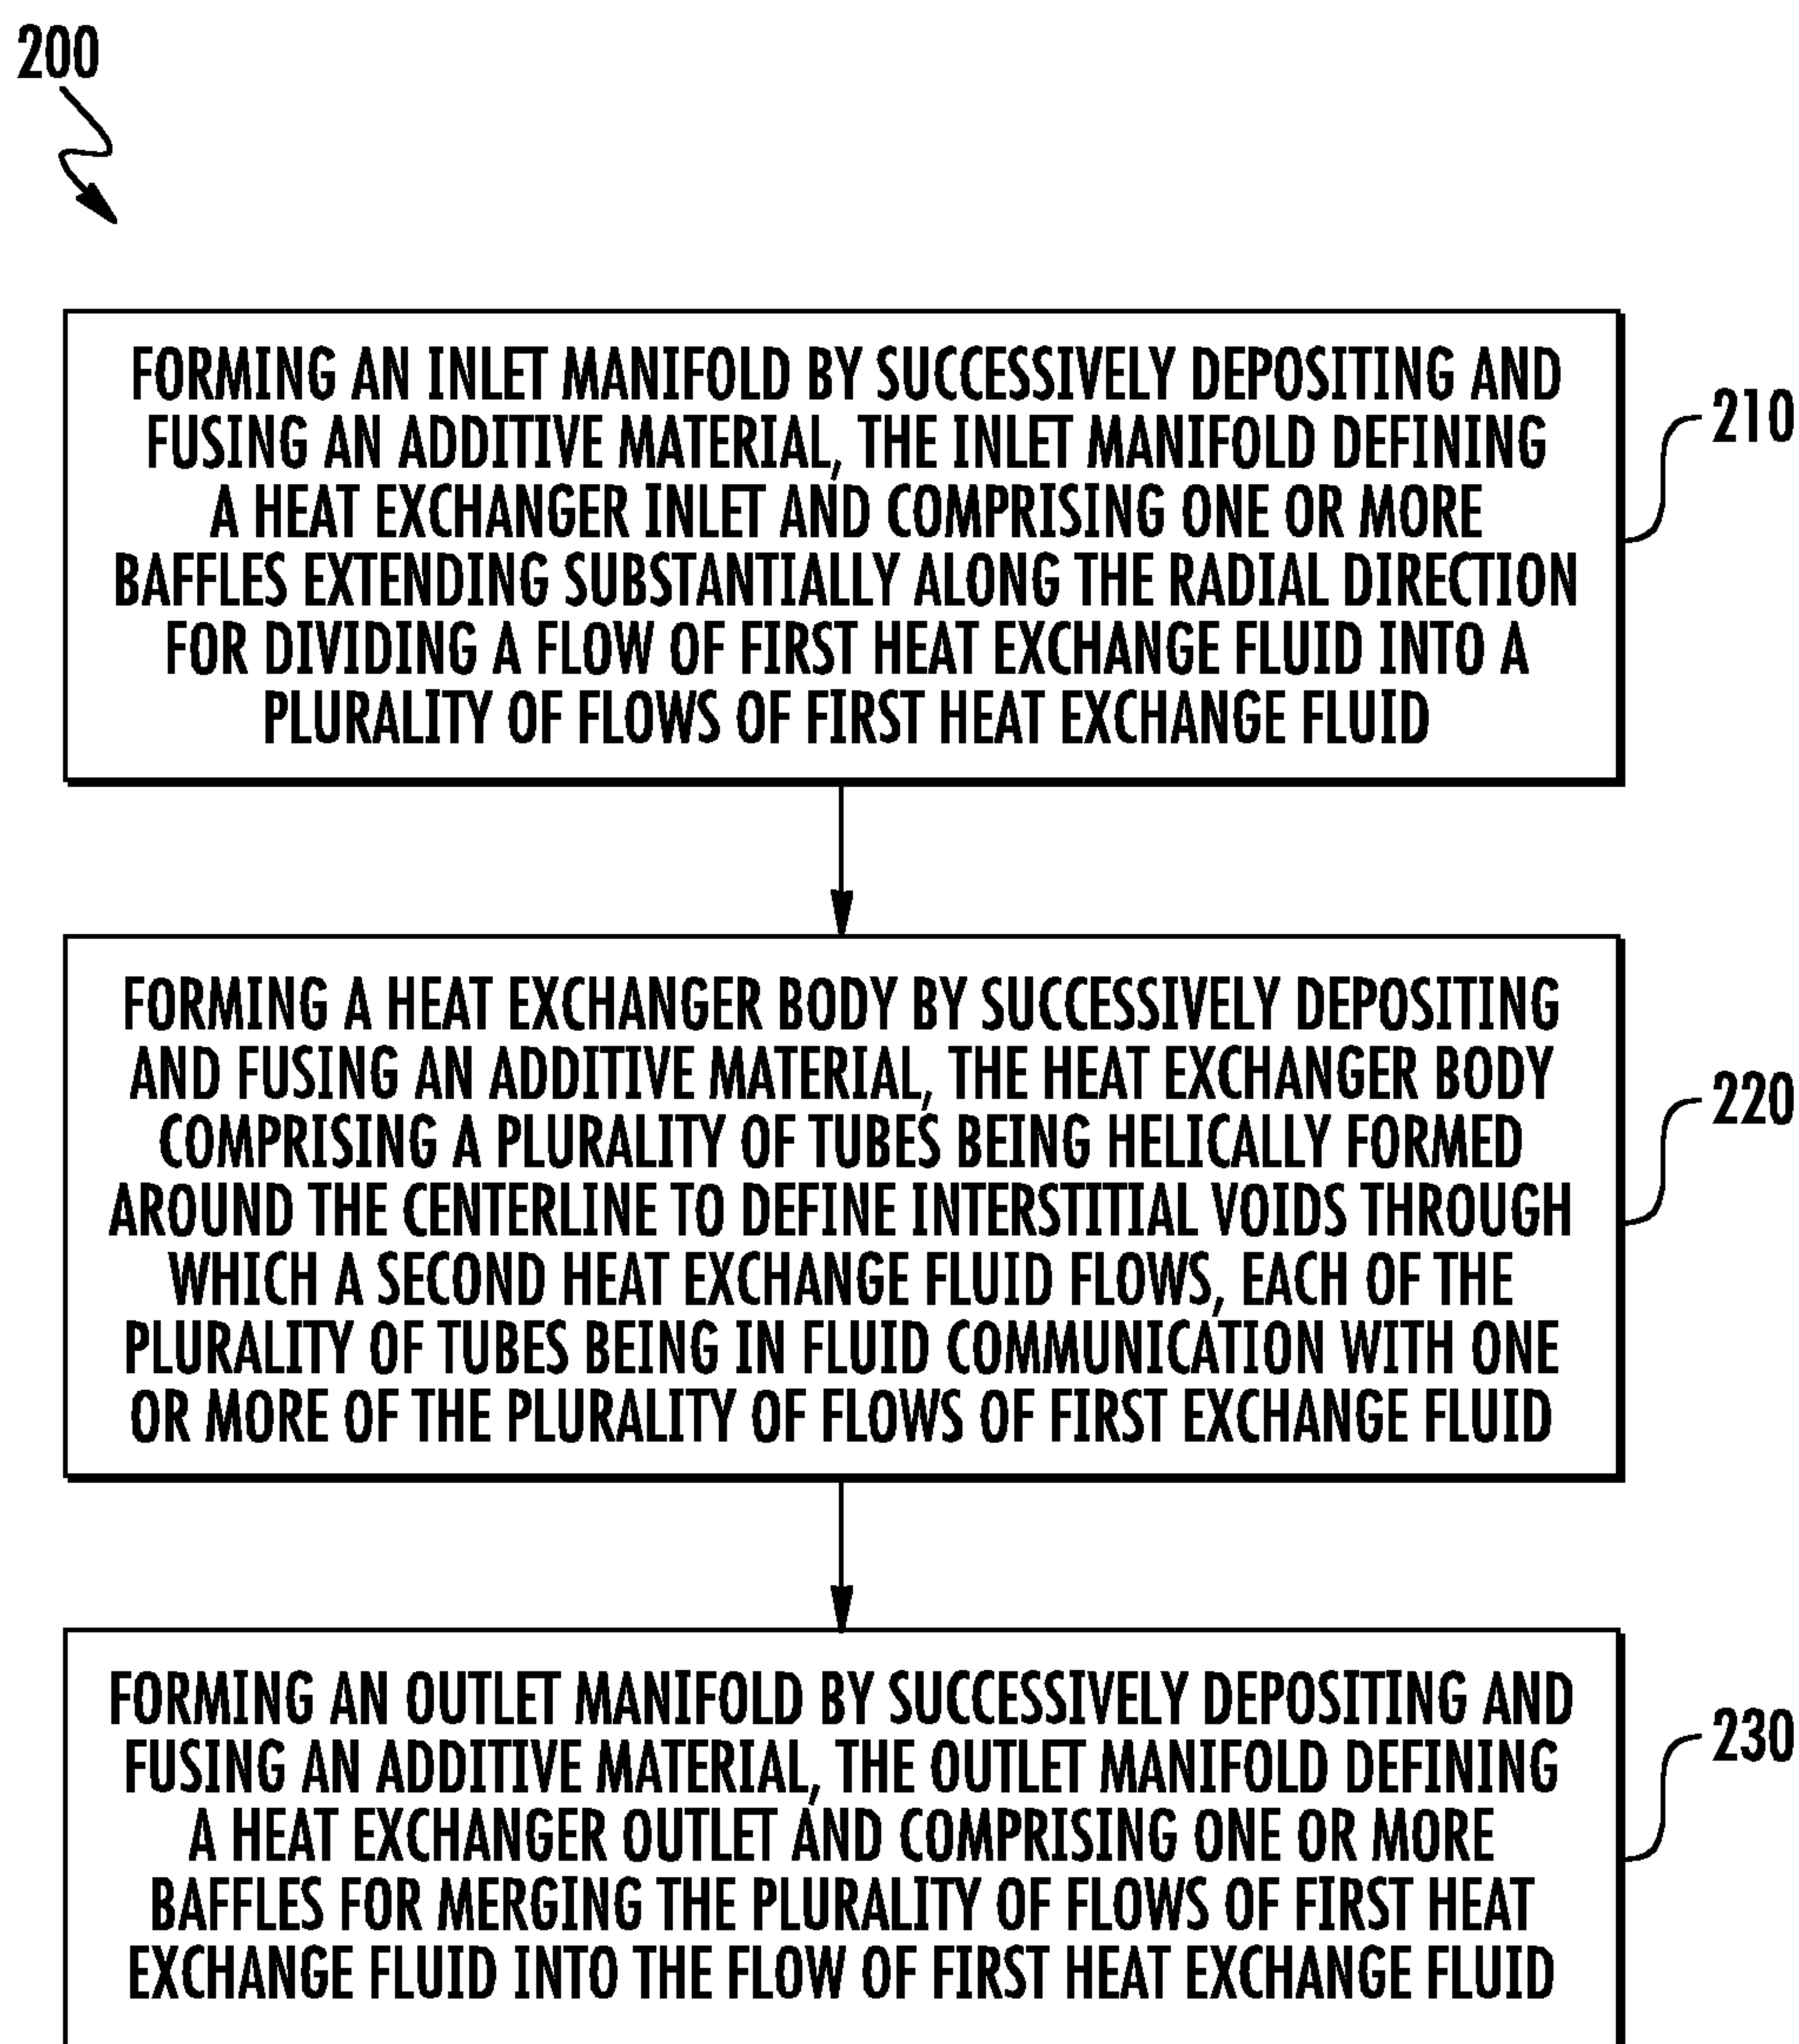 200
FORMING AN INLET MANIFOLD BY SUCCESSIVELY DEPOSITING AND
FUSING AN ADDITIVE MATERIAL, THE INLET MANIFOLD DEFINING
A HEAT EXCHANGER INLET AND COMPRISING ONE OR MORE
BAFFLES EXTENDING SUBSTANTIALLY ALONG THE RADIAL DIRECTION
FOR DIVIDING A FLOW OF FIRST HEAT EXCHANGE FLUID INTO A
PLURALITY OF FLOWS OF FIRST HEAT EXCHANGE FLUID
210
FORMING A HEAT EXCHANGER BODY BY SUCCESSIVELY DEPOSITING
AND FUSING AN ADDITIVE MATERIAL, THE HEAT EXCHANGER BODY
COMPRISING A PLURALITY OF TUBES BEING HELICALLY FORMED
AROUND THE CENTERLINE TO DEFINE INTERSTITIAL VOIDS THROUGH
WHICH A SECOND HEAT EXCHANGE FLUID FLOWS, EACH OF THE
PLURALITY OF TUBES BEING IN FLUID COMMUNICATION WITH ONE
OR MORE OF THE PLURALITY OF FLOWS OF FIRST EXCHANGE FLUID
220
FORMING AN OUTLET MANIFOLD BY SUCCESSIVELY DEPOSITING AND
FUSING AN ADDITIVE MATERIAL, THE OUTLET MANIFOLD DEFINING
A HEAT EXCHANGER OUTLET AND COMPRISING ONE OR MORE
BAFFLES FOR MERGING THE PLURALITY OF FLOWS OF FIRST HEAT
EXCHANGE FLUID INTO THE FLOW OF FIRST HEAT EXCHANGE FLUID
230